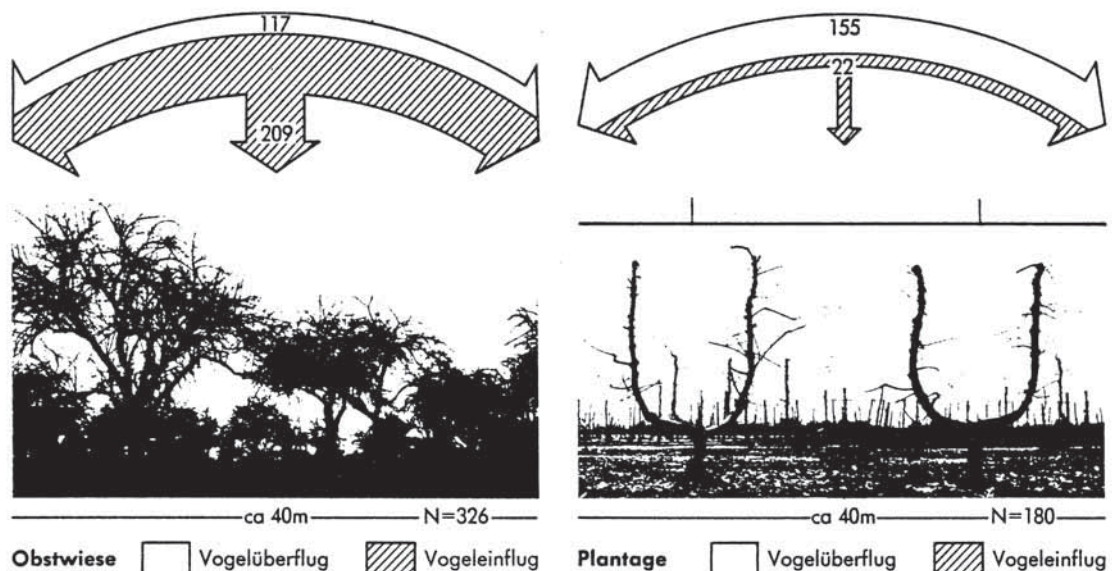 117
209
155
22
ca 40m N=326
ca 40m N=180
Obstwiese Vogelüberflug Vogeleinflug
Plantage Vogelüberflug Vogeleinflug